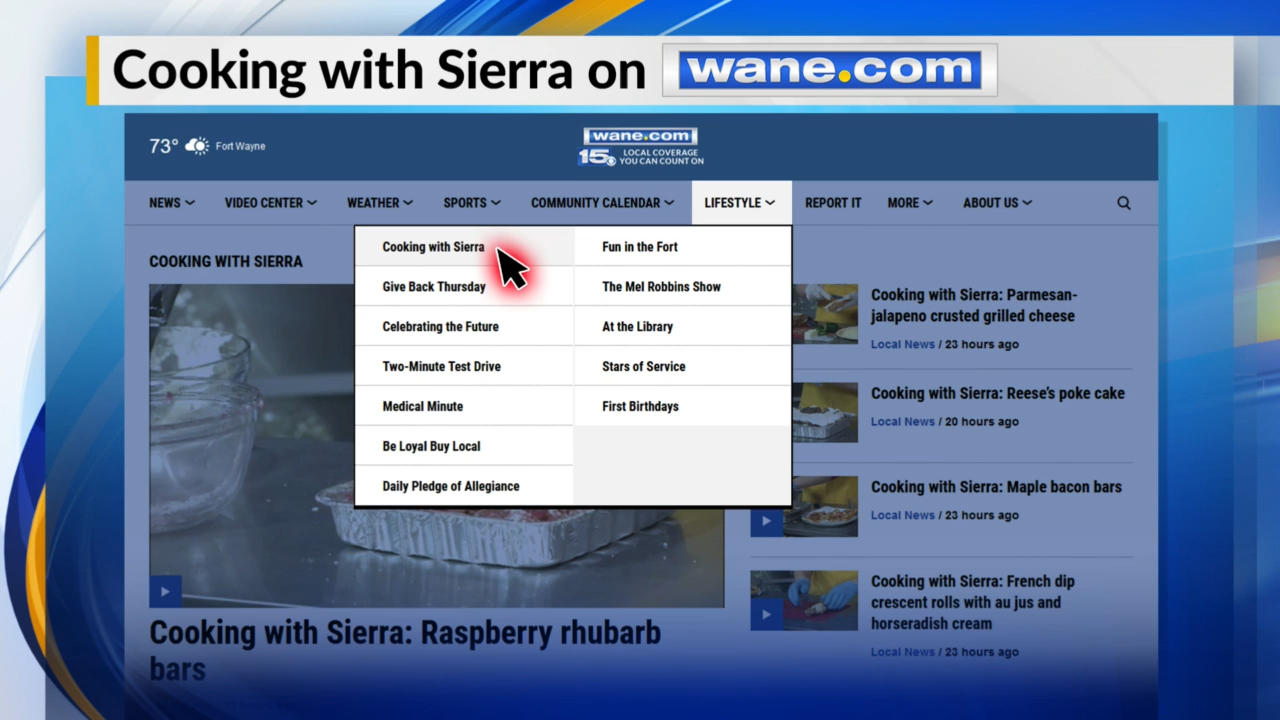 Cooking with Sierra on wane.com
73° Fort Wayne
wane.com
15 LOCAL COVERAGE
YOU CAN COUNT ON
NEWS VIDEO CENTER WEATHER SPORTS COMMUNITY CALENDAR LIFESTYLE REPORT IT MORE ABOUT US
Cooking with Sierra
Give Back Thursday
Celebrating the Future
Two-Minute Test Drive
Medical Minute
Be Loyal Buy Local
Daily Pledge of Allegiance
Fun in the Fort
The Mel Robbins Show
At the Library
Stars of Service
First Birthdays
COOKING WITH SIERRA
Cooking with Sierra: Raspberry rhubarb
bars
Cooking with Sierra: Parmesan-
jalapeno crusted grilled cheese
Local News / 23 hours ago
Cooking with Sierra: Reese's poke cake
Local News / 20 hours ago
Cooking with Sierra: Maple bacon bars
Local News / 23 hours ago
Cooking with Sierra: French dip
crescent rolls with au jus and
horseradish cream
Local News / 23 hours ago